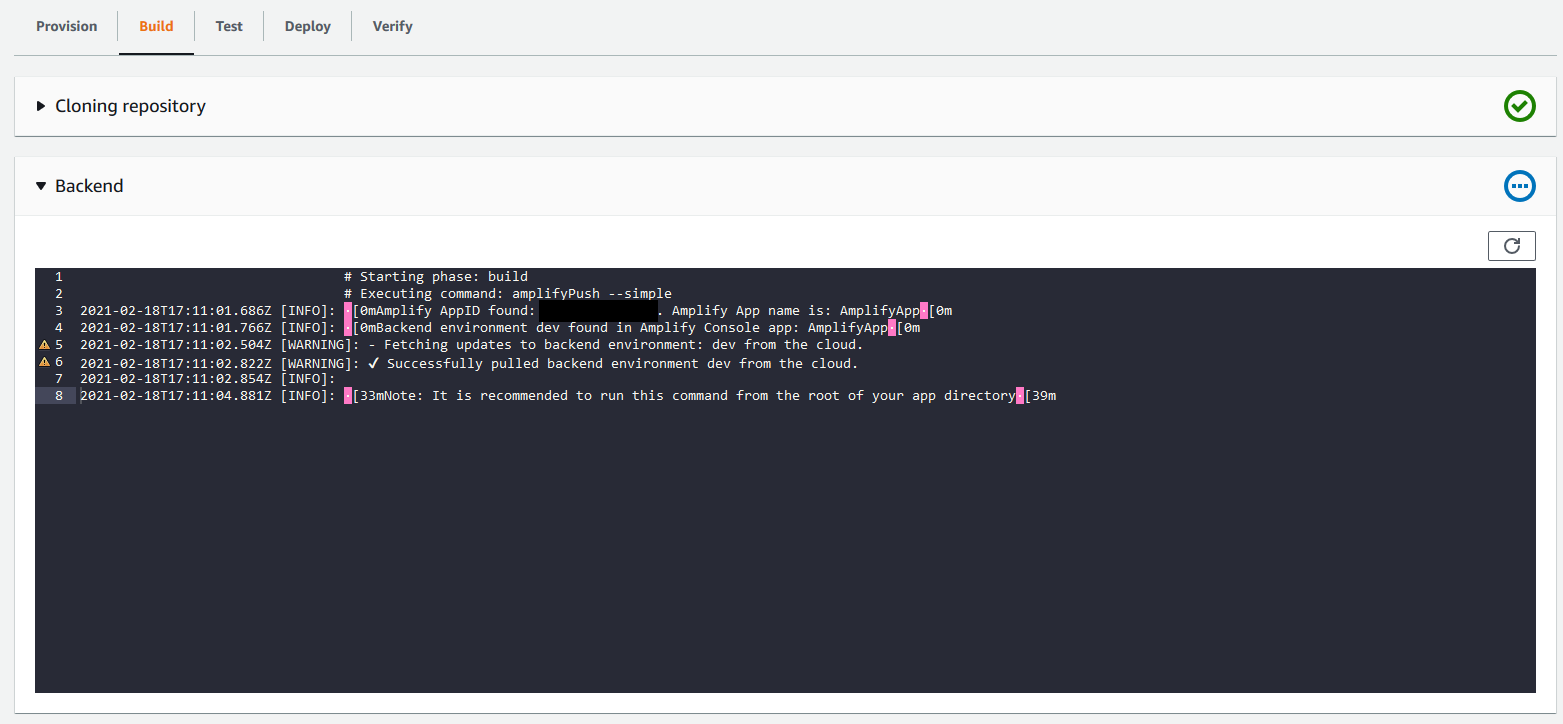 Provision Build Test Deploy Verify
Cloning repository
Backend
1 # Starting phase: build
2 # Executing command: amplifyPush --simple
3 2021-02-18T17:11:01.686Z [INFO]: ·[0mAmplify AppID found: . Amplify App name is: AmplifyApp·[0m
4 2021-02-18T17:11:01.766Z [INFO]: ·[0mBackend environment dev found in Amplify Console app: AmplifyApp·[0m
5 2021-02-18T17:11:02.504Z [WARNING]: - Fetching updates to backend environment: dev from the cloud.
6 2021-02-18T17:11:02.822Z [WARNING]: ✓ Successfully pulled backend environment dev from the cloud.
7 2021-02-18T17:11:02.854Z [INFO]:
8 2021-02-18T17:11:04.881Z [INFO]: ·[33mNote: It is recommended to run this command from the root of your app directory·[39m